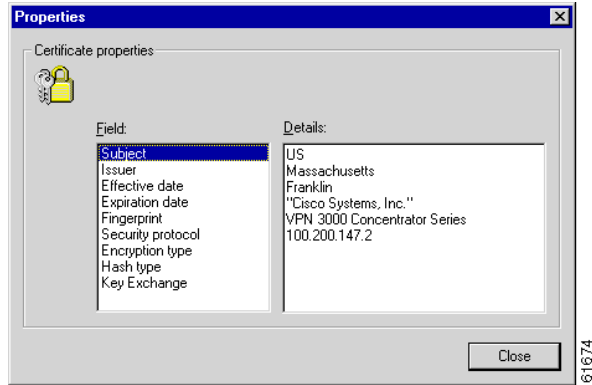 Properties
Certificate properties
Field:
Subject
Issuer
Effective date
Expiration date
Fingerprint
Security protocol
Encryption type
Hash type
Key Exchange
Details:
US
Massachusetts
Franklin
"Cisco Systems, Inc."
VPN 3000 Concentrator Series
100.200.147.2
Close
61674